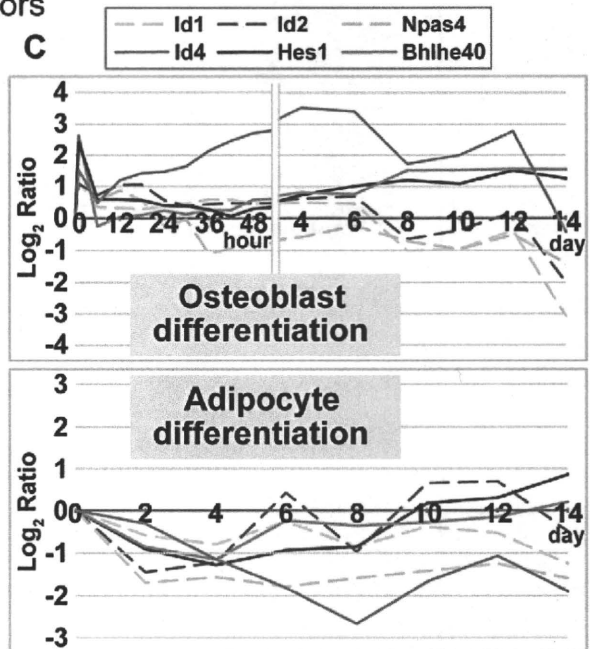 ors
C
Id1 Id2 Npas4
Id4 Hes1 Bhlhe40
4
3
2
1
0
-1
-2
-3
-4
Log2 Ratio
0 12 24 36 48 4 6 8 10 12 14
hour day
Osteoblast
differentiation
3
2
1
0
-1
-2
-3
Log2 Ratio
0 2 4 6 8 10 12 14
day
Adipocyte
differentiation